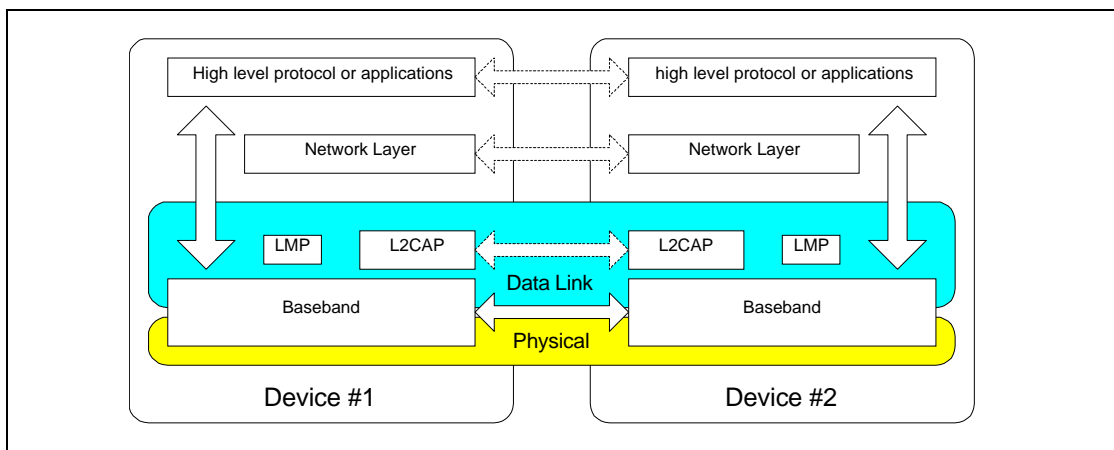 High level protocol or applications
high level protocol or applications
Network Layer
Network Layer
LMP
L2CAP
L2CAP
LMP
Data Link
Baseband
Baseband
Physical
Device #1
Device #2